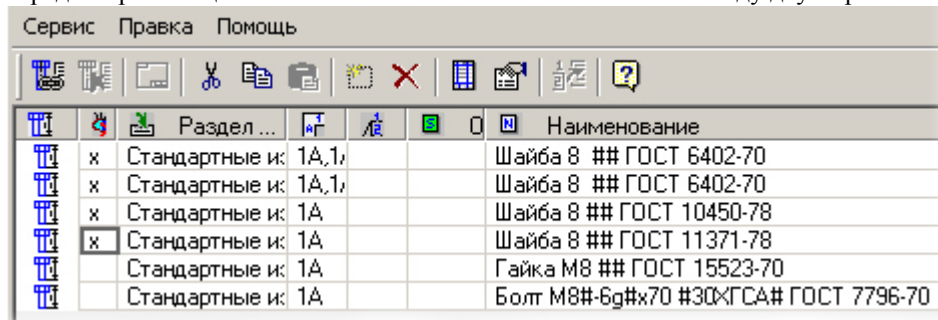 Сервис Правка Помощь
Раздел ... О Наименование
x Стандартные и: 1А,1 Шайба 8 ## ГОСТ 6402-70
x Стандартные и: 1А,1 Шайба 8 ## ГОСТ 6402-70
x Стандартные и: 1А Шайба 8 ## ГОСТ 10450-78
x Стандартные и: 1А Шайба 8 ## ГОСТ 11371-78
Стандартные и: 1А Гайка М8 ## ГОСТ 15523-70
Стандартные и: 1А Болт М8#-6g#x70 #30ХГСА# ГОСТ 7796-70